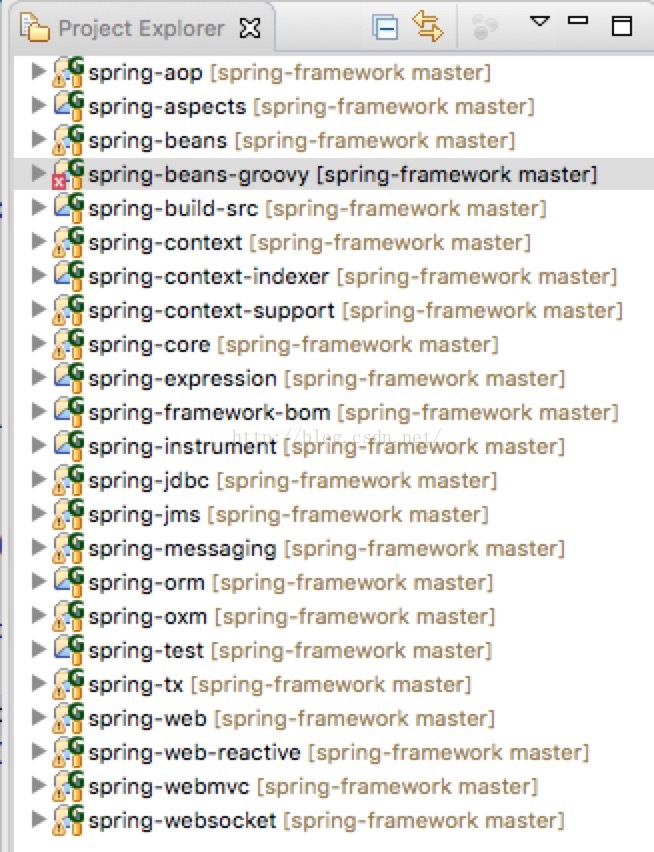 Project Explorer
spring-aop [spring-framework master]
spring-aspects [spring-framework master]
spring-beans [spring-framework master]
spring-beans-groovy [spring-framework master]
spring-build-src [spring-framework master]
spring-context [spring-framework master]
spring-context-indexer [spring-framework master]
spring-context-support [spring-framework master]
spring-core [spring-framework master]
spring-expression [spring-framework master]
spring-framework-bom [spring-framework master]
http://blog.csdn.net/
spring-instrument [spring-framework master]
spring-jdbc [spring-framework master]
spring-jms [spring-framework master]
spring-messaging [spring-framework master]
spring-orm [spring-framework master]
spring-oxm [spring-framework master]
spring-test [spring-framework master]
spring-tx [spring-framework master]
spring-web [spring-framework master]
spring-web-reactive [spring-framework master]
spring-webmvc [spring-framework master]
spring-websocket [spring-framework master]